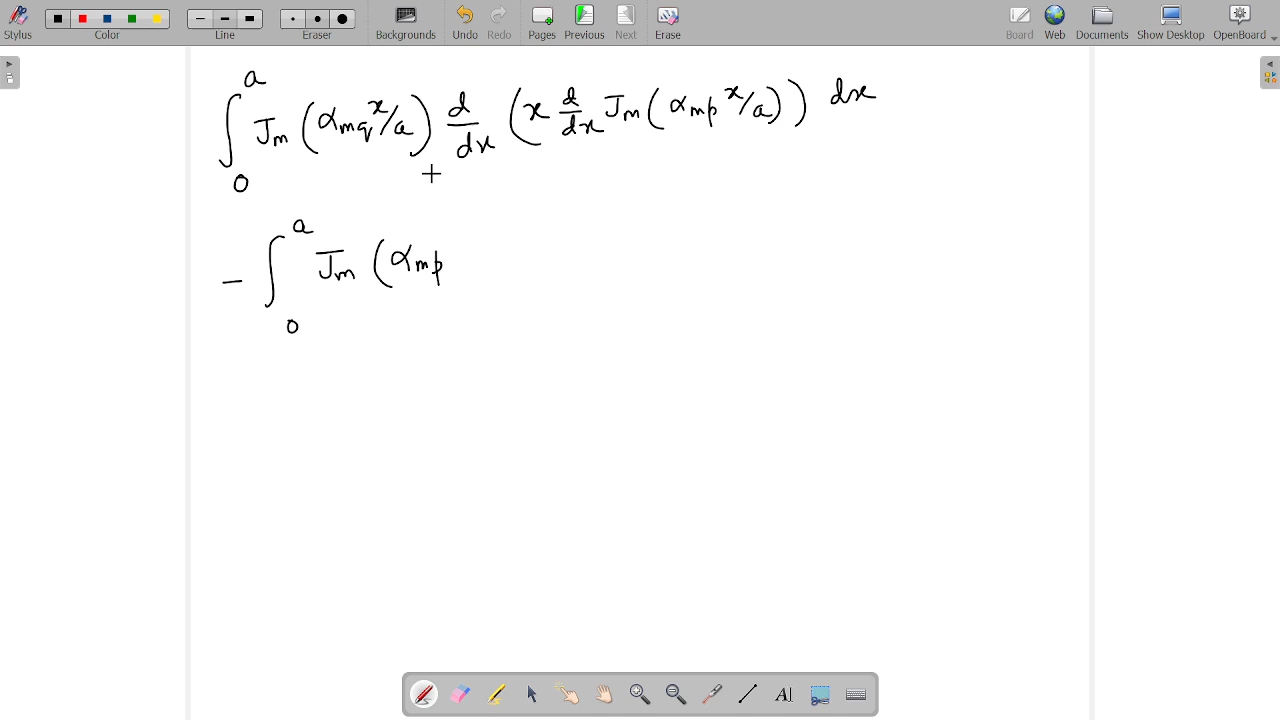 Stylus Color Line Eraser Backgrounds Undo Redo Pages Previous Next Erase Board Web Documents Show Desktop OpenBoard
∫₀ᵃ Jₘ(αₘq x/a) d/dx (x d/dx Jₘ(αₘₚ x/a)) dx
- ∫₀ᵃ Jₘ(αₘₚ